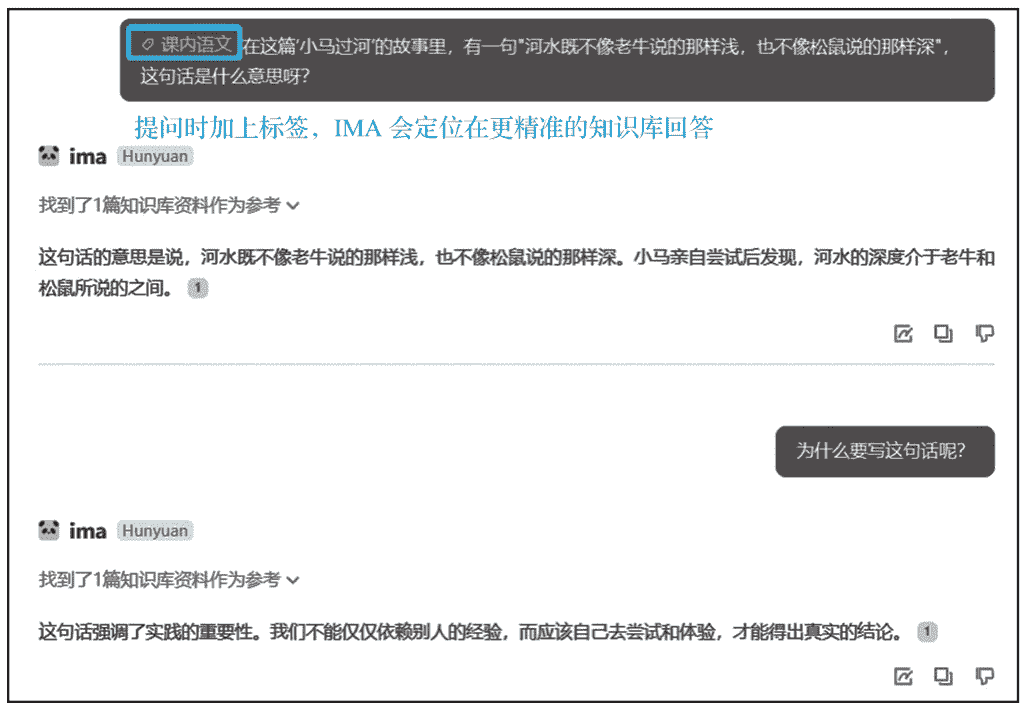 课内语文 在这篇'小马过河'的故事里，有一句"河水既不像老牛说的那样浅，也不像松鼠说的那样深"，
这句话是什么意思呀？
提问时加上标签，IMA 会定位在更精准的知识库回答
ima Hunyuan
找到了1篇知识库资料作为参考
这句话的意思是说，河水既不像老牛说的那样浅，也不像松鼠说的那样深。小马亲自尝试后发现，河水的深度介于老牛和
松鼠所说的之间。 1
为什么要写这句话呢？
ima Hunyuan
找到了1篇知识库资料作为参考
这句话强调了实践的重要性。我们不能仅仅依赖别人的经验，而应该自己去尝试和体验，才能得出真实的结论。 1